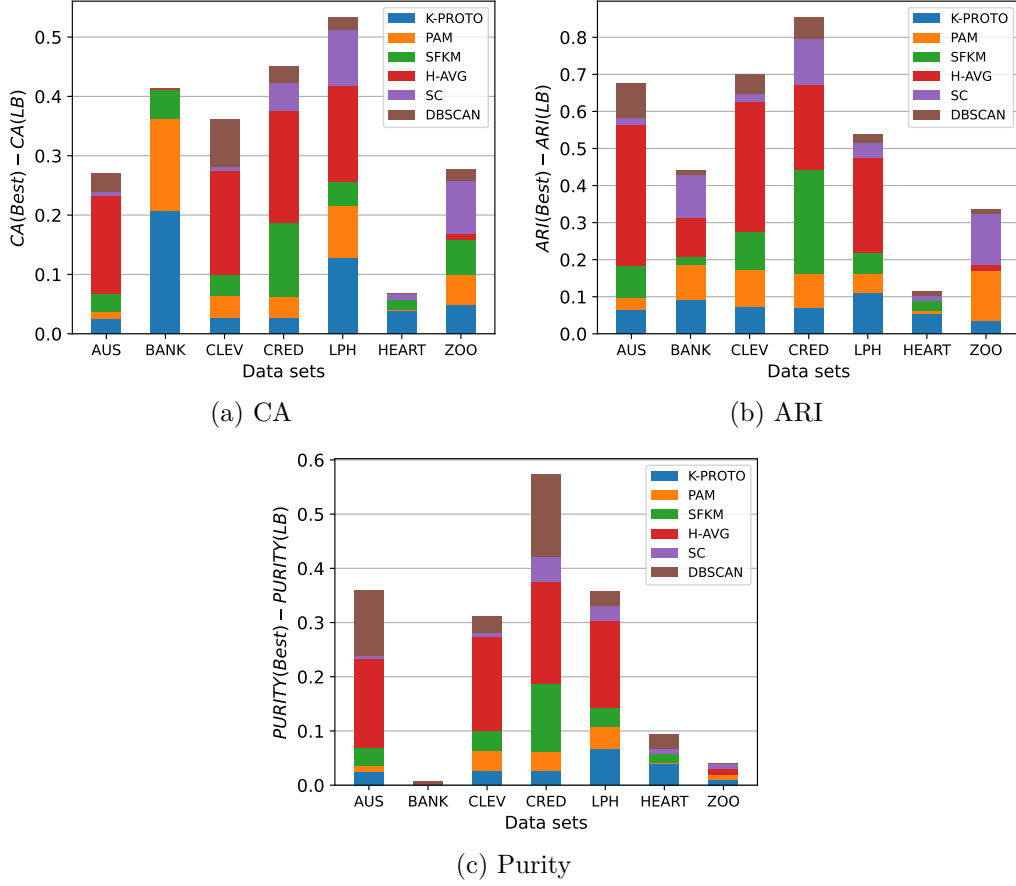 0.5
0.4
0.3
0.2
0.1
0.0
CA(Best) − CA(LB)
K-PROTO
PAM
SFKM
H-AVG
SC
DBSCAN
AUS BANK CLEV CRED LPH HEART ZOO
Data sets
(a) CA
0.8
0.7
0.6
0.5
0.4
0.3
0.2
0.1
0.0
ARI(Best) − ARI(LB)
K-PROTO
PAM
SFKM
H-AVG
SC
DBSCAN
AUS BANK CLEV CRED LPH HEART ZOO
Data sets
(b) ARI
0.6
0.5
0.4
0.3
0.2
0.1
0.0
PURITY(Best) − PURITY(LB)
K-PROTO
PAM
SFKM
H-AVG
SC
DBSCAN
AUS BANK CLEV CRED LPH HEART ZOO
Data sets
(c) Purity